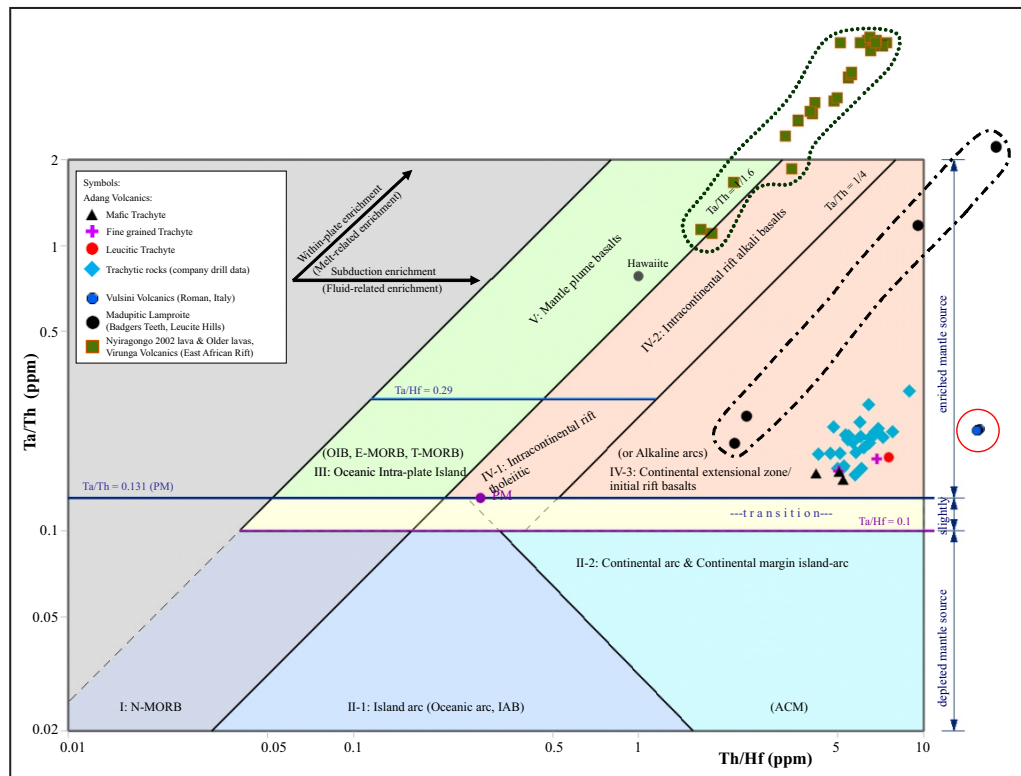 2
1
0.5
0.1
0.05
0.02
Ta/Th (ppm)
0.01
0.05
0.1
0.5
1
5
10
Th/Hf (ppm)
Symbols:
Adang Volcanics:
Mafic Trachyte
Fine grained Trachyte
Leucitic Trachyte
Trachytic rocks (company drill data)
Vulsini Volcanics (Roman, Italy)
Madupitic Lamproite
(Badgers Teeth, Leucite Hills)
Nyiragongo 2002 lava & Older lavas,
Virunga Volcanics (East African Rift)
Within-plate enrichment
(Melt-related enrichment)
Subduction enrichment
(Fluid-related enrichment)
Ta/Th = 1/1.6
Ta/Th = 1/4
Hawaiite
V: Mantle plume basalts
IV-2: Intracontinental rift alkali basalts
Ta/Hf = 0.29
(OIB, E-MORB, T-MORB)
III: Oceanic Intra-plate Island
IV-1: Intracontinental rift
tholeiitic
(or Alkaline arcs)
IV-3: Continental extensional zone/
initial rift basalts
Ta/Th = 0.131 (PM)
PM
---t r a n s i t i o n---
Ta/Hf = 0.1
II-2: Continental arc & Continental margin island-arc
I: N-MORB
II-1: Island arc (Oceanic arc, IAB)
(ACM)
enriched mantle source
slightly
depleted mantle source